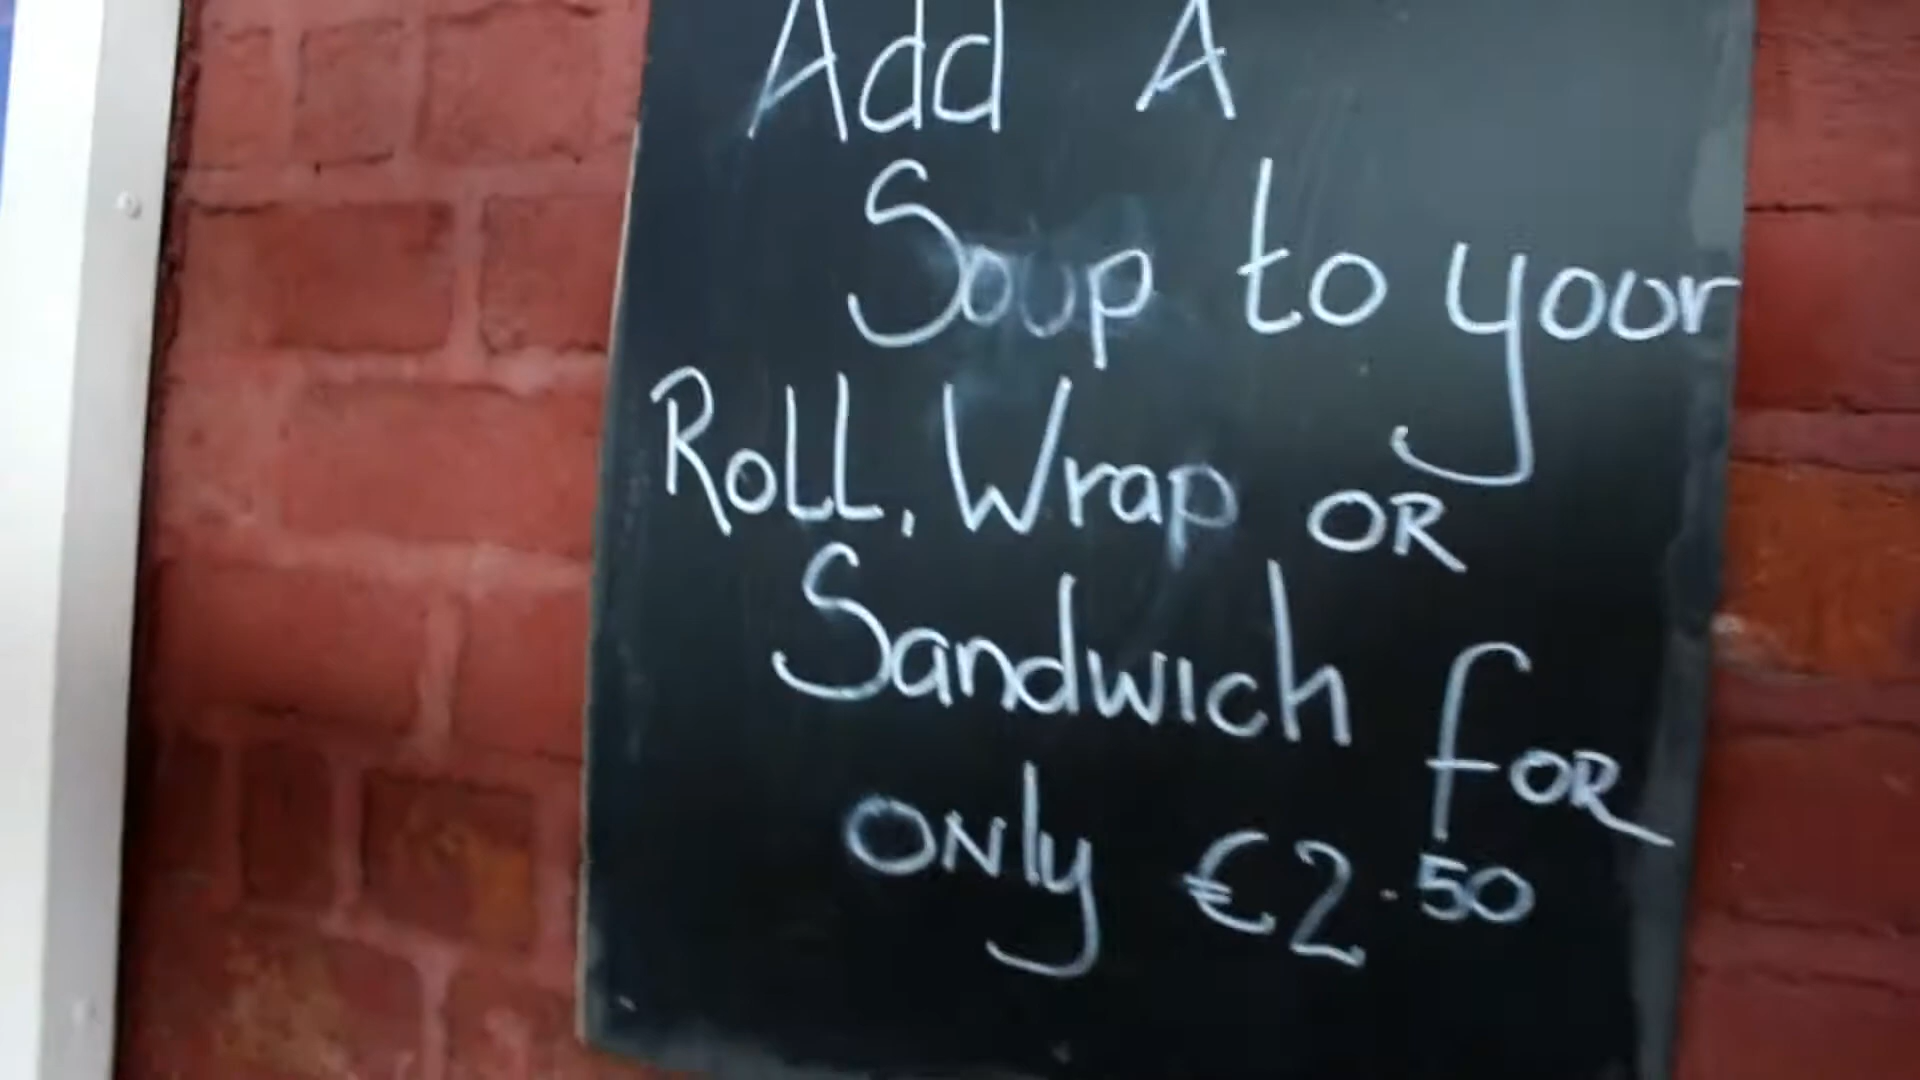 Add A
Soup to your
Roll, Wrap OR
Sandwich for
only €2.50